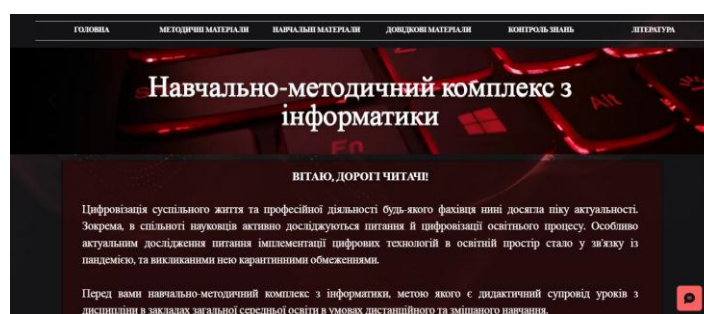 ГОЛОВНА МЕТОДИЧНІ МАТЕРІАЛИ НАВЧАЛЬНІ МАТЕРІАЛИ ДОВІДКОВІ МАТЕРІАЛИ КОНТРОЛЬ ЗНАНЬ ЛІТЕРАТУРА
Навчально-методичний комплекс з
інформатики
Alt
Fn
ВІТАЮ, ДОРОГІ ЧИТАЧІ!
Цифровізація суспільного життя та професійної діяльності будь-якого фахівця нині досягла піку актуальності.
Зокрема, в спільноті науковців активно досліджуються питання й цифровізації освітнього процесу. Особливо
актуальним дослідження питання імплементації цифрових технологій в освітній простір стало у зв'язку із
пандемією, та викликаними нею карантинними обмеженнями.
Перед вами навчально-методичний комплекс з інформатики, метою якого є дидактичний супровід уроків з
дисципліни в закладах загальної середньої освіти в умовах дистанційного та змішаного навчання.